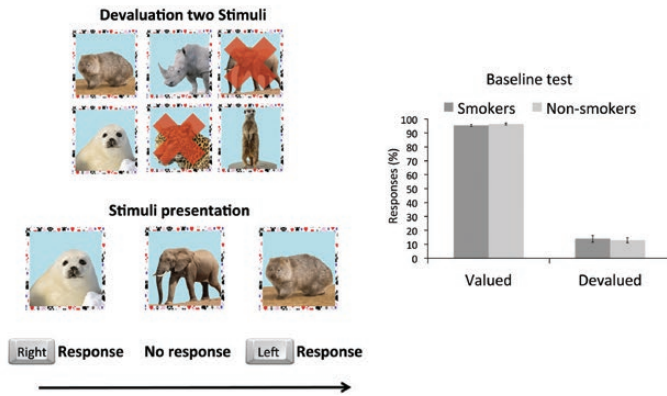 Devaluation two Stimuli
Stimuli presentation
Right Response No response Left Response
Baseline test
Smokers Non-smokers
Responses (%)
100
90
80
70
60
50
40
30
20
10
0
Valued Devalued